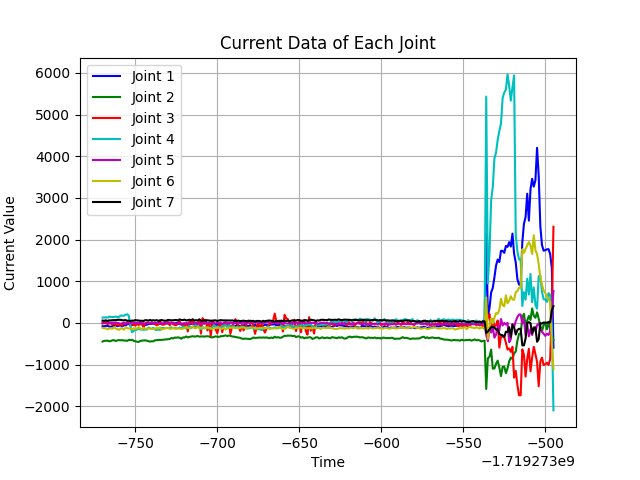 Current Data of Each Joint
Joint 1
Joint 2
Joint 3
Joint 4
Joint 5
Joint 6
Joint 7
6000
5000
4000
3000
2000
1000
0
−1000
−2000
Current Value
−750
−700
−650
−600
−550
−500
Time
−1.719273e9